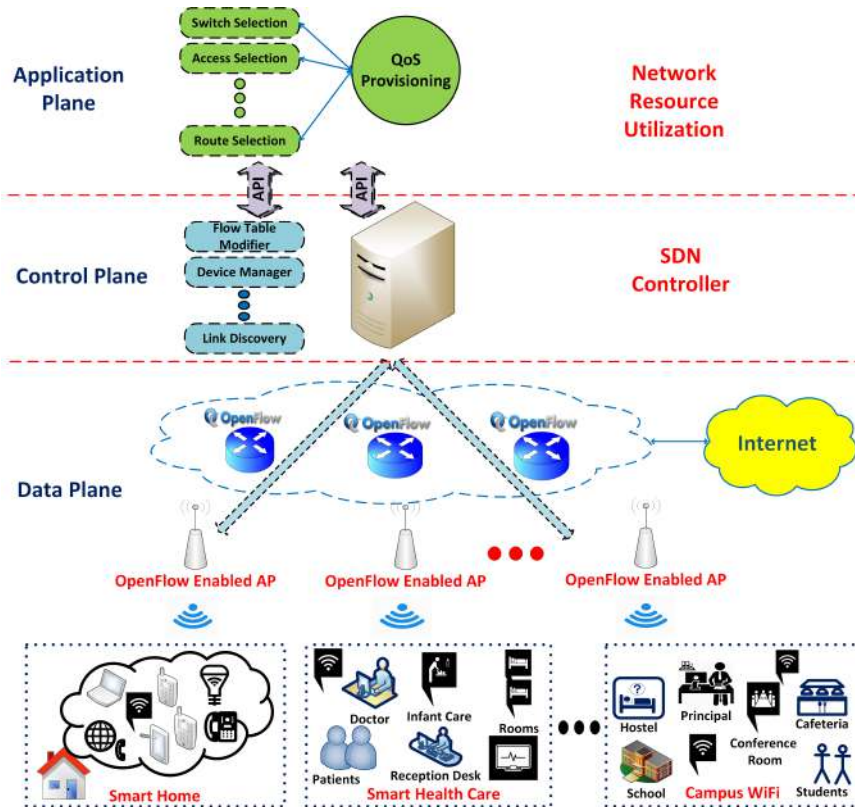 Switch Selection
Access Selection
Route Selection
QoS
Provisioning
Application
Plane
Network
Resource
Utilization
API
API
Flow Table
Modifier
Device Manager
Link Discovery
Control Plane
SDN
Controller
OpenFlow
OpenFlow
OpenFlow
Internet
Data Plane
OpenFlow Enabled AP
OpenFlow Enabled AP
OpenFlow Enabled AP
Smart Home
Doctor
Infant Care
Rooms
Patients
Reception Desk
Smart Health Care
?
Hostel
Principal
Cafeteria
Conference
Room
School
Campus WiFi
Students